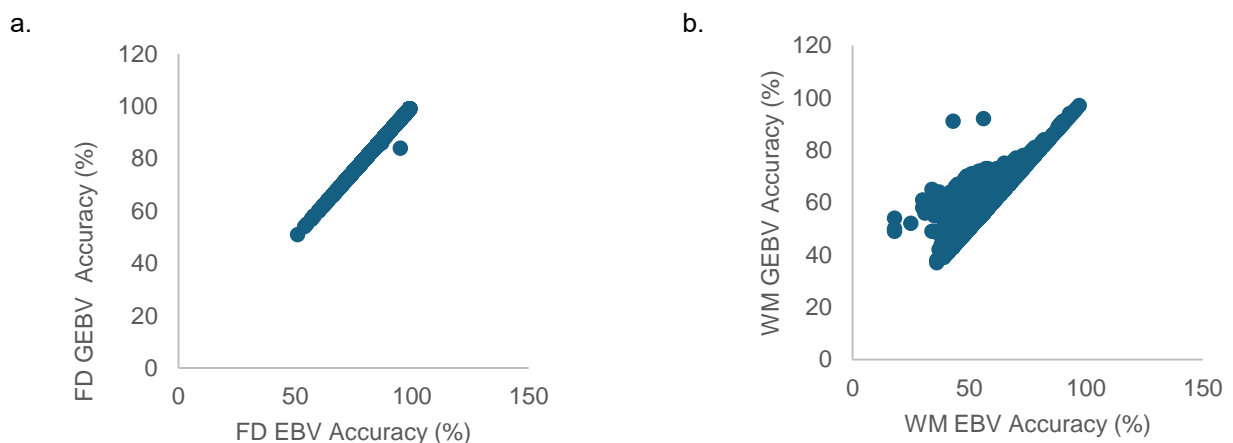 a.
120
100
80
60
40
20
0
FD GEBV Accuracy (%)
0 50 100 150
FD EBV Accuracy (%)
b.
120
100
80
60
40
20
0
WM GEBV Accuracy (%)
0 50 100 150
WM EBV Accuracy (%)